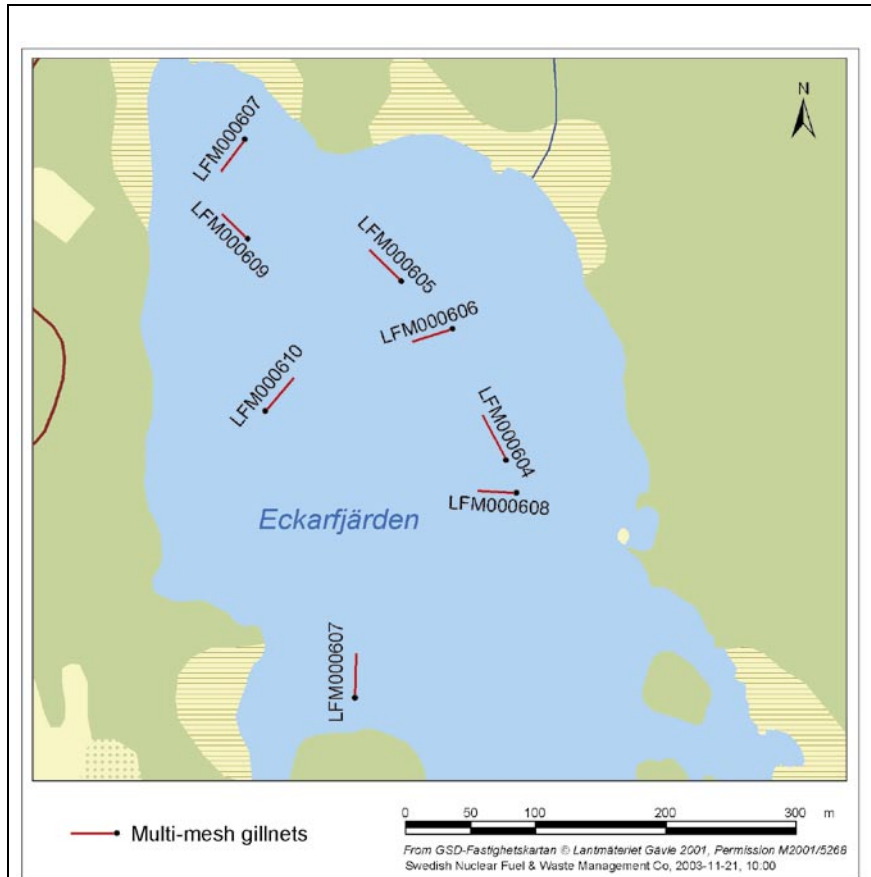 N
LFM000607
LFM000609
LFM000605
LFM000606
LFM000610
LFM000604
LFM000608
Eckarfjärden
LFM000607
0 50 100 200 300 m
Multi-mesh gillnets
From GSD-Fastighetskartan © Lantmäteriet Gävle 2001, Permission M2001/5268
Swedish Nuclear Fuel & Waste Management Co, 2003-11-21, 10:00